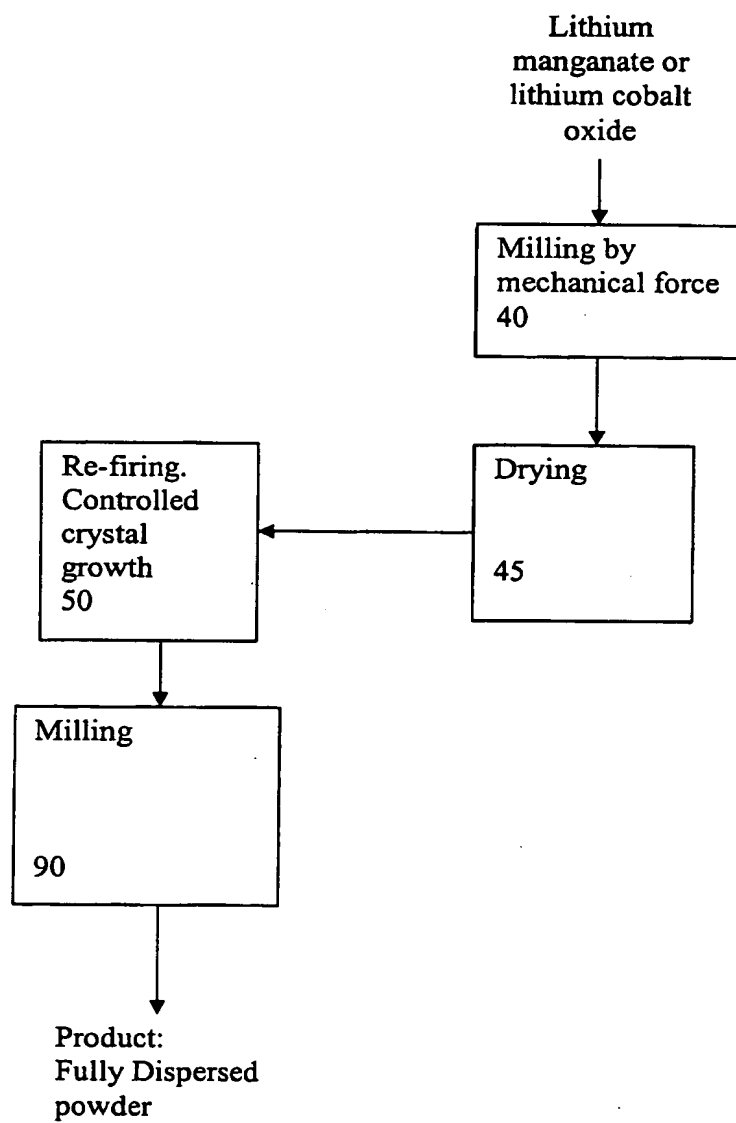 Lithium
manganate or
lithium cobalt
oxide
Milling by
mechanical force
40
Drying
45
Re-firing.
Controlled
crystal
growth
50
Milling
90
Product:
Fully Dispersed
powder